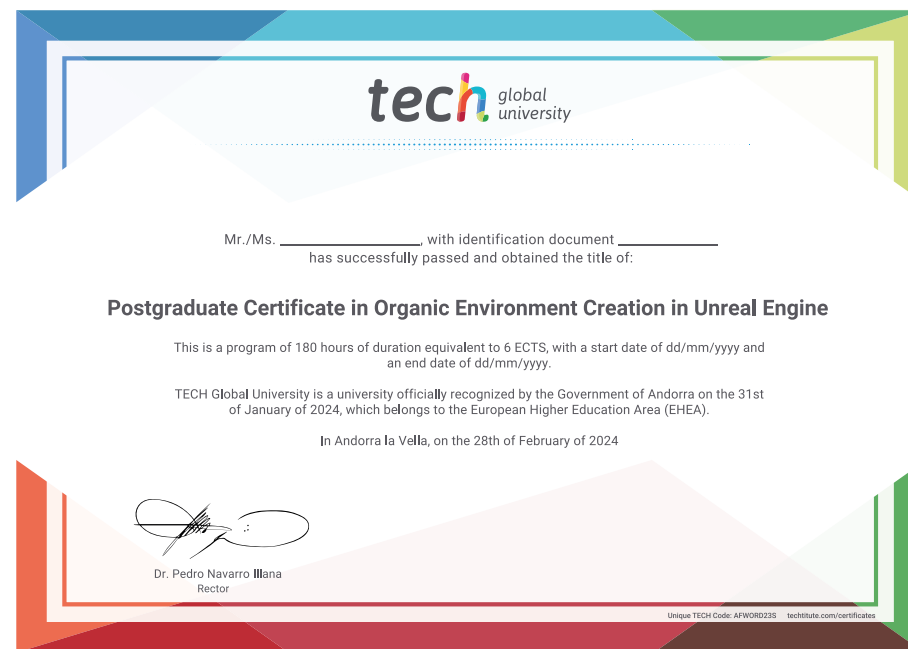 tech global university
Mr./Ms. ____________, with identification document ____________
has successfully passed and obtained the title of:
Postgraduate Certificate in Organic Environment Creation in Unreal Engine
This is a program of 180 hours of duration equivalent to 6 ECTS, with a start date of dd/mm/yyyy and
an end date of dd/mm/yyyy.
TECH Global University is a university officially recognized by the Government of Andorra on the 31st
of January of 2024, which belongs to the European Higher Education Area (EHEA).
In Andorra la Vella, on the 28th of February of 2024
Dr. Pedro Navarro Illana
Rector
Unique TECH Code: AFWORD23S techtitute.com/certificates